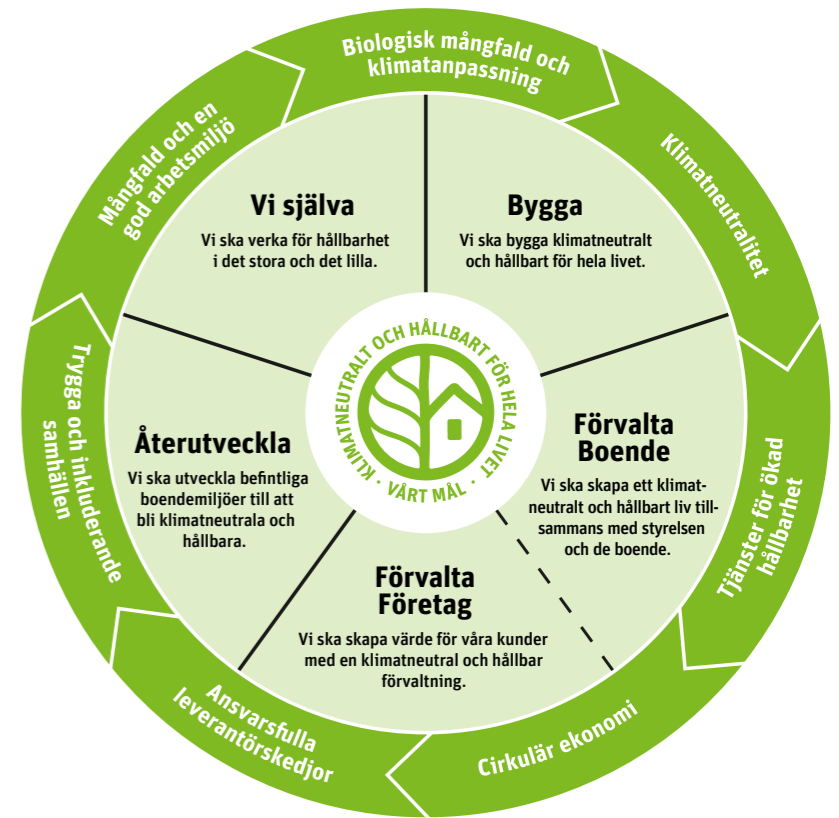 Biologisk mångfald och
klimatanpassning
Klimatneutralitet
Tjänster för ökad
hållbarhet
Cirkulär ekonomi
Ansvarsfulla
leverantörskedjor
Trygga och inkluderande
samhällen
Mångfald och en
god arbetsmiljö
Vi själva
Vi ska verka för hållbarhet
i det stora och det lilla.
Bygga
Vi ska bygga klimatneutralt
och hållbart för hela livet.
Förvalta
Boende
Vi ska skapa ett klimat-
neutralt och hållbart liv till-
sammans med styrelsen
och de boende.
Förvalta
Företag
Vi ska skapa värde för våra kunder
med en klimatneutral och hållbar
förvaltning.
Återutveckla
Vi ska utveckla befintliga
boendemiljöer till att
bli klimatneutrala och
hållbara.
KLIMATNEUTRALT OCH HÅLLBART FÖR HELA LIVET
· VÅRT MÅL ·